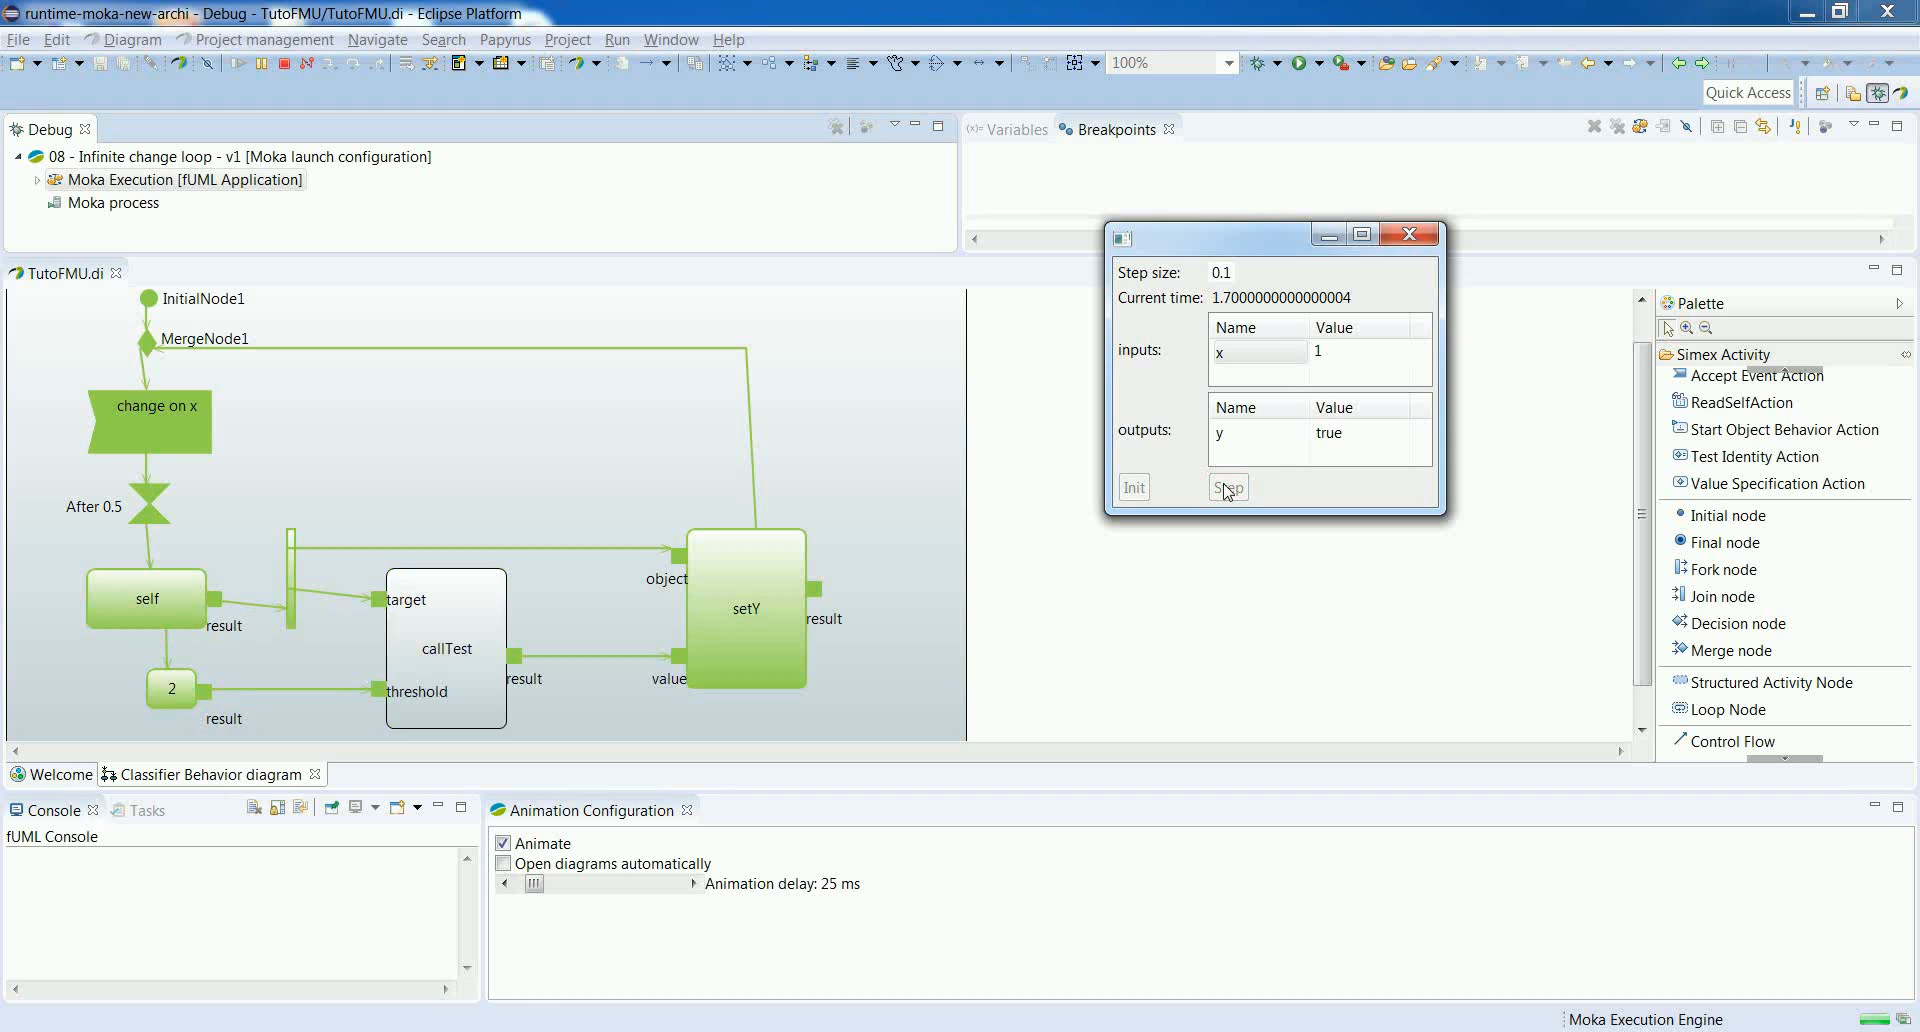 runtime-moka-new-archi - Debug - TutoFMU/TutoFMU.di - Eclipse Platform
File Edit Diagram Project management Navigate Search Papyrus Project Run Window Help
100%
Quick Access
Debug
(x)= Variables Breakpoints
08 - Infinite change loop - v1 [Moka launch configuration]
Moka Execution [fUML Application]
Moka process
TutoFMU.di
InitialNode1
MergeNode1
change on x
After 0.5
self
result
2
result
target
callTest
threshold
result
object
setY
value
result
Step size: 0.1
Current time: 1.7000000000000004
Name Value
inputs:
x 1
Name Value
outputs:
y true
Init Step
Palette
Simex Activity
Accept Event Action
ReadSelfAction
Start Object Behavior Action
Test Identity Action
Value Specification Action
Initial node
Final node
Fork node
Join node
Decision node
Merge node
Structured Activity Node
Loop Node
Control Flow
Welcome Classifier Behavior diagram
Console Tasks
fUML Console
Animation Configuration
Animate
Open diagrams automatically
Animation delay: 25 ms
Moka Execution Engine